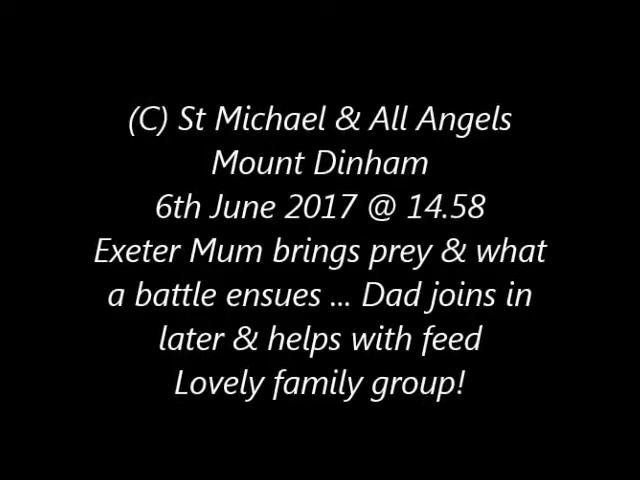 (C) St Michael & All Angels
Mount Dinham
6th June 2017 @ 14.58
Exeter Mum brings prey & what
a battle ensues ... Dad joins in
later & helps with feed
Lovely family group!